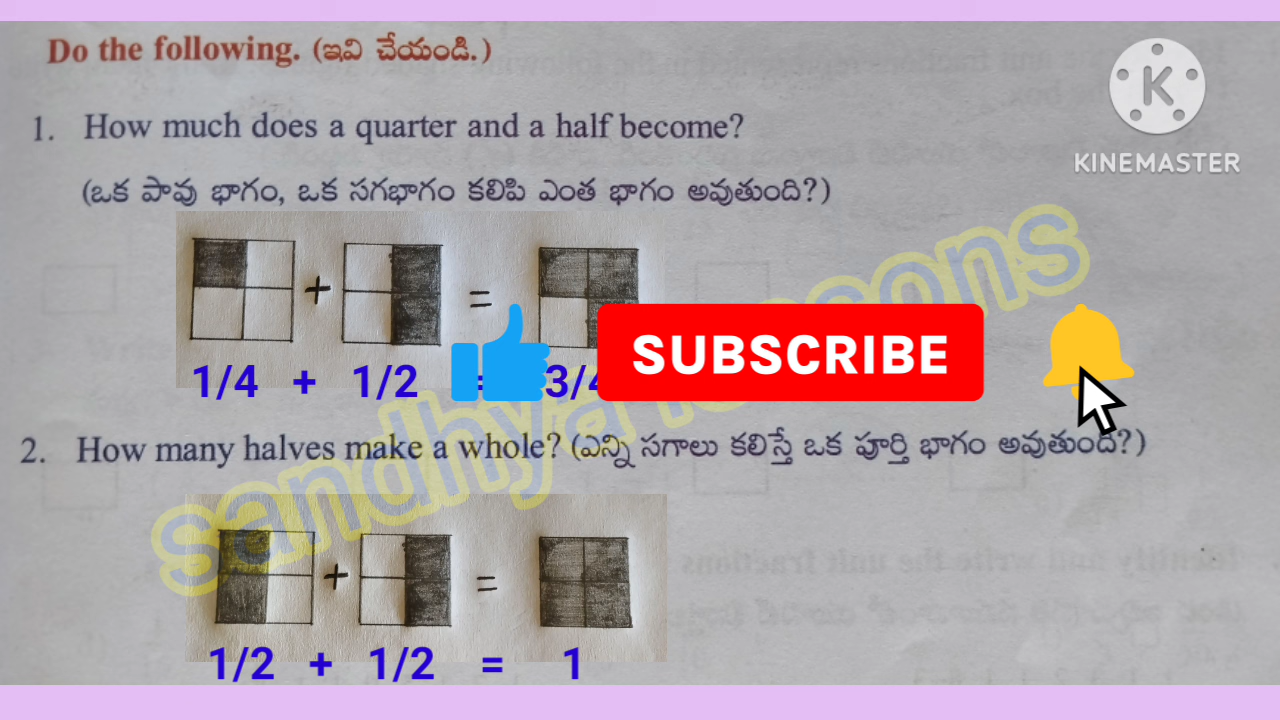 Do the following. (ఇవి చేయండి.)
KINEMASTER
1. How much does a quarter and a half become?
(ఒక పావు భాగం, ఒక సగభాగం కలిపి ఎంత భాగం అవుతుంది?)
+ =
1/4 + 1/2 = 3/4
SUBSCRIBE
2. How many halves make a whole? (ఎన్ని సగాలు కలిస్తే ఒక పూర్తి భాగం అవుతుంది?)
sandhya lessons
+ =
1/2 + 1/2 = 1